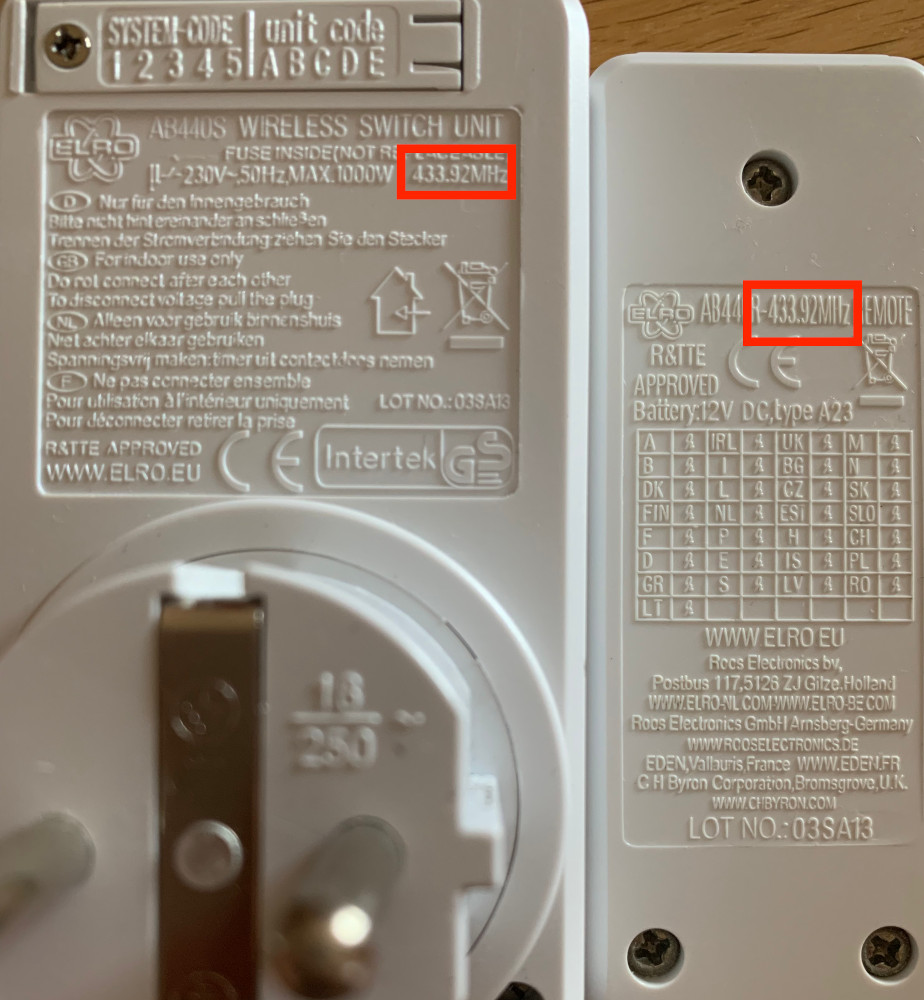 SYSTEM-CODE unit code
1 2 3 4 5 A B C D E
ELRO
AB440S WIRELESS SWITCH UNIT
FUSE INSIDE(NOT
~230V~,50Hz,MAX.1000W 433.92MHz
D Nur für den Innengebrauch
Bitte nicht hintereinander an schließen
Trennen der Stromverbindung:ziehen Sie den Stecker
GB For indoor use only
Do not connect after each other
To disconnect voltage pull the plug
NL Alleen voor gebruik binnenshuis
Niet achter elkaar gebruiken
Spanningsvrij maken:timer uit contactdoos nemen
F Ne pas connecter ensemble
Pour utilisation à l'intérieur uniquement LOT NO.:03SA13
Pour déconnecter retirer la prise
R&TTE APPROVED
WWW.ELRO.EU
CE
Intertek GS
16
250 ~
ELRO
R-433.92MHz EMOTE
R&TTE
APPROVED
CE
Battery:12V DC,type A23
A IRL UK M
B I BG N
DK L CZ SK
FIN NL ESi SLO
F P H CH
D E IS PL
GR S LV RO
LT
WWW ELRO EU
Roos Electronics bv,
Postbus 117,5126 ZJ Gilze.Holland
WWW.ELRO-NL COM-WWW.ELRO-BE COM
Roos Electronics GmbH Arnsberg-Germany
WWW.ROOSELECTRONICS.DE
EDEN,Vallauris,France WWW.EDEN.FR
C H Byron Corporation,Bromsgrove,U.K.
WWW.CHBYRON.COM
LOT NO.:03SA13